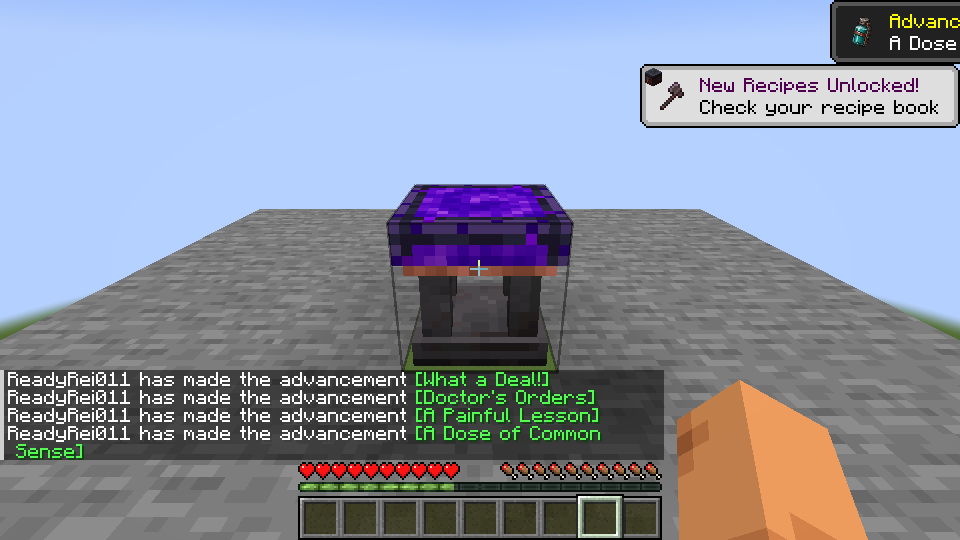 Advanc
A Dose
New Recipes Unlocked!
Check your recipe book
ReadyRei011 has made the advancement [What a Deal!]
ReadyRei011 has made the advancement [Doctor's Orders]
ReadyRei011 has made the advancement [A Painful Lesson]
ReadyRei011 has made the advancement [A Dose of Common
Sense]